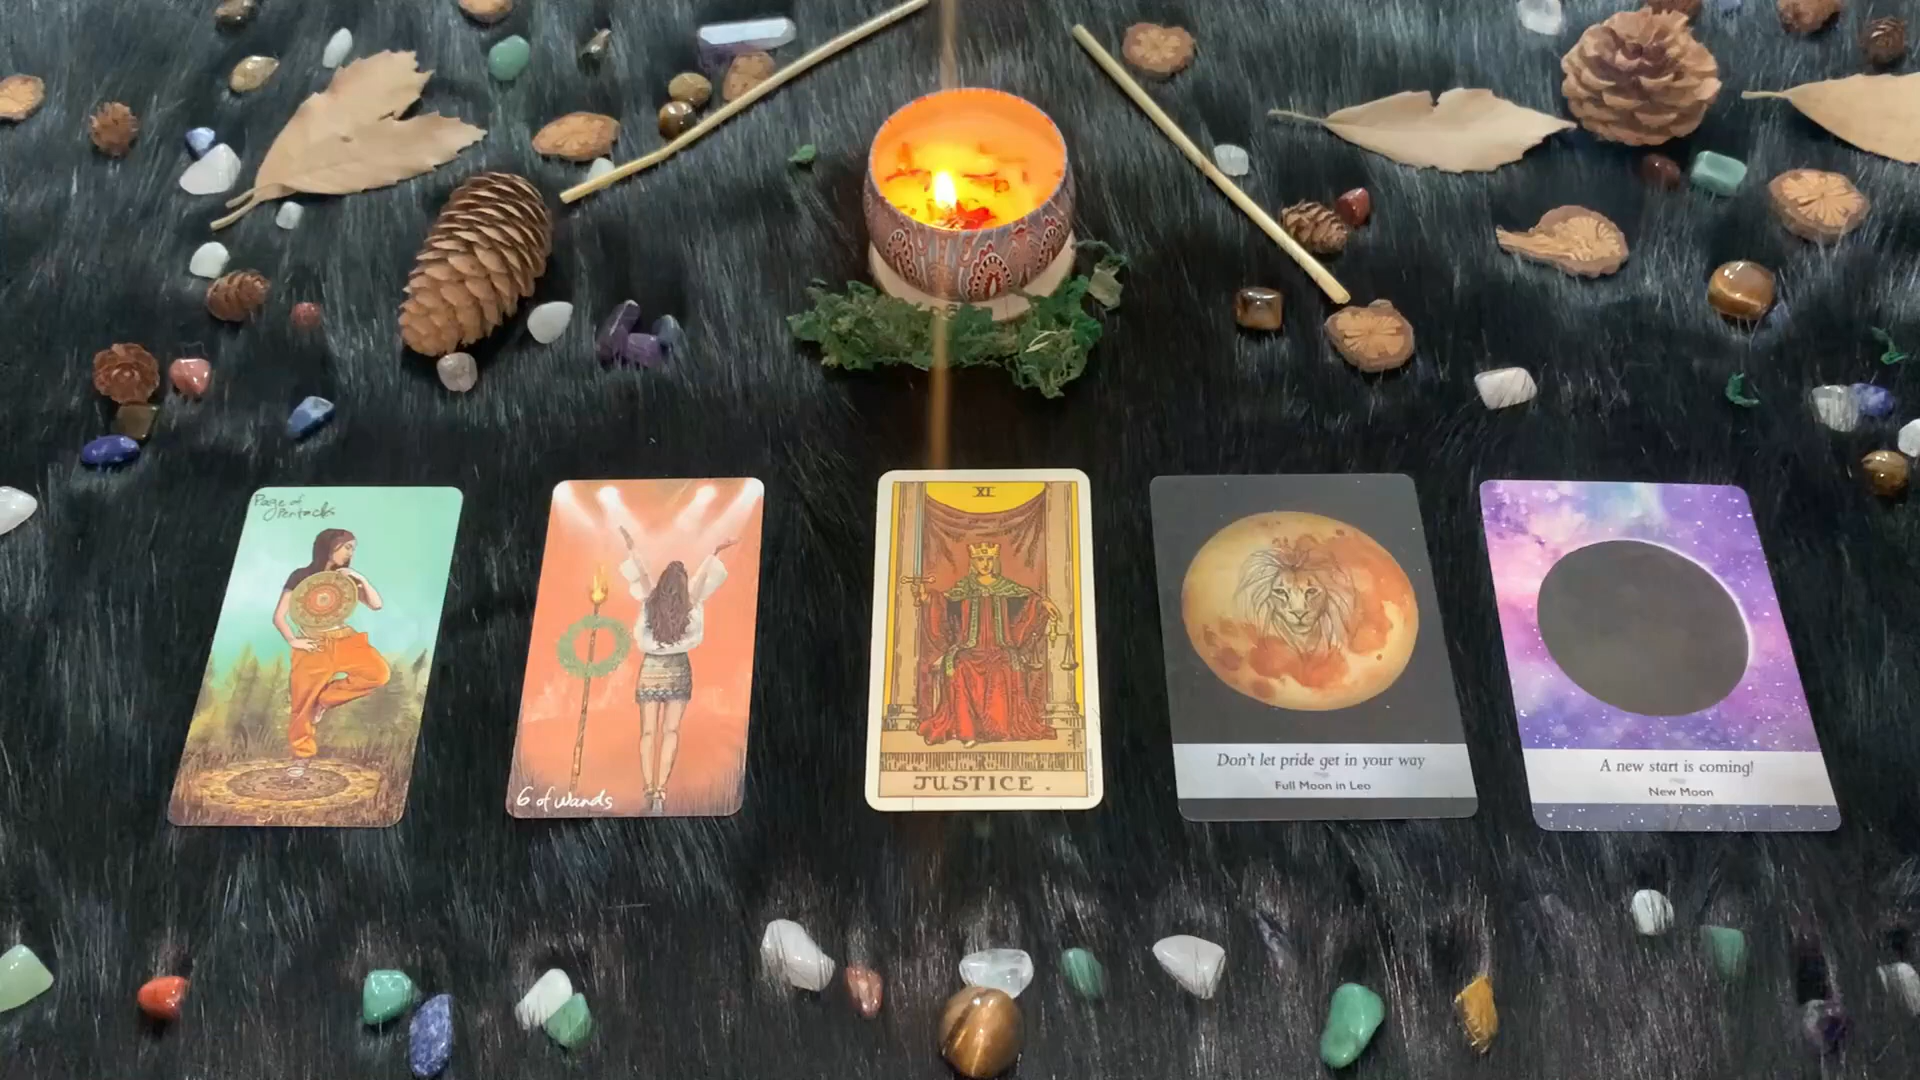 Page of
Pentacles
6 of wands
XI
JUSTICE .
Don't let pride get in your way
Full Moon in Leo
A new start is coming!
New Moon